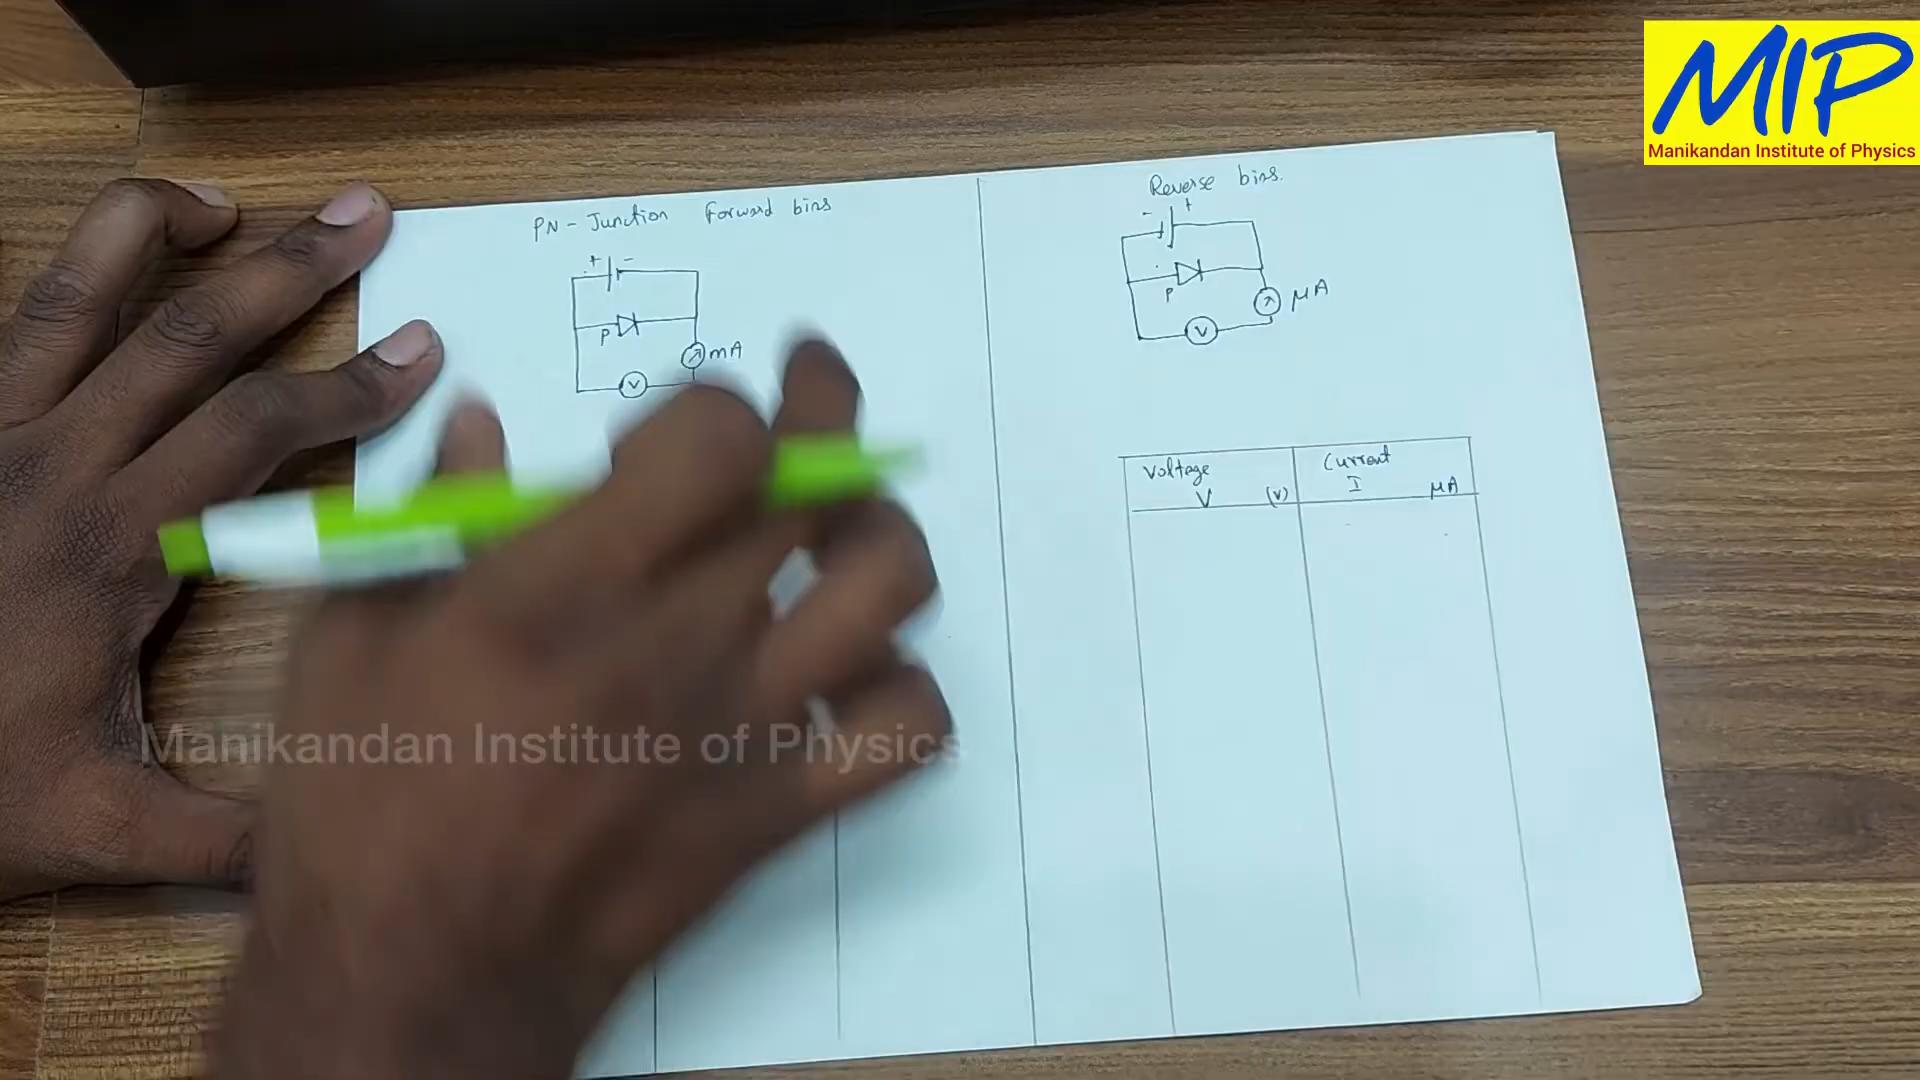 MIP
Manikandan Institute of Physics
PN - Junction Forward bias
+ -
P
mA
V
Reverse bias.
- +
P
μA
V
Voltage Current
V (V) I μA
Manikandan Institute of Physics